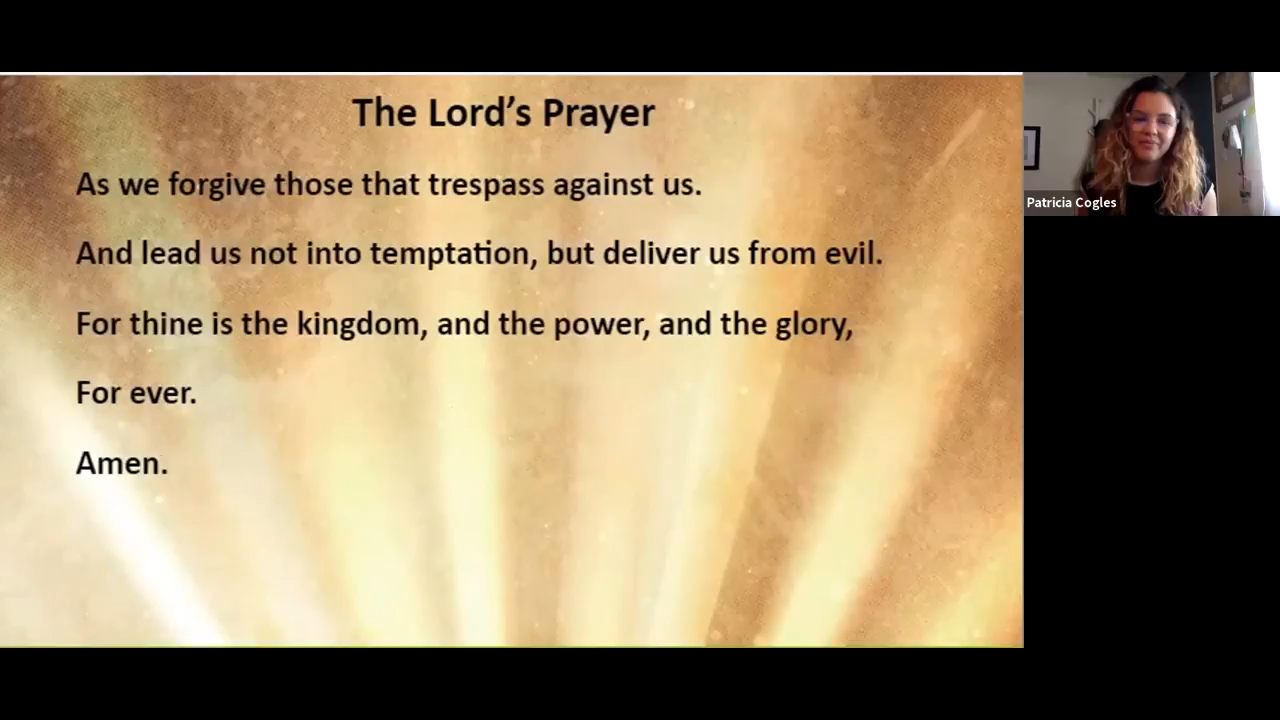 The Lord’s Prayer
As we forgive those that trespass against us.
And lead us not into temptation, but deliver us from evil.
For thine is the kingdom, and the power, and the glory,
For ever.
Amen.
Patricia Cogles